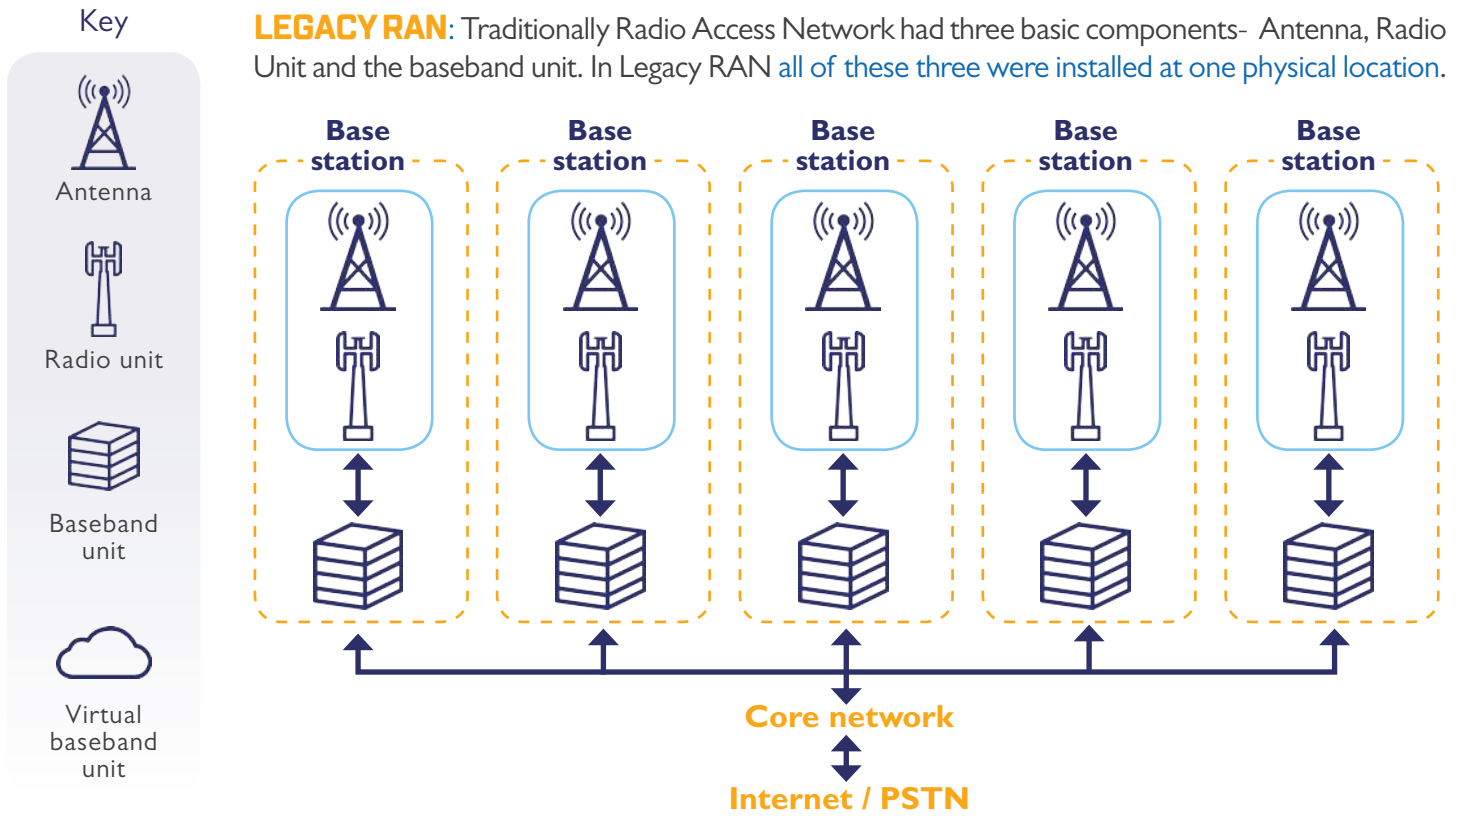 Key
Antenna
Radio unit
Baseband
unit
Virtual
baseband
unit
LEGACY RAN: Traditionally Radio Access Network had three basic components- Antenna, Radio
Unit and the baseband unit. In Legacy RAN all of these three were installed at one physical location.
Base
station
Base
station
Base
station
Base
station
Base
station
Core network
Internet / PSTN